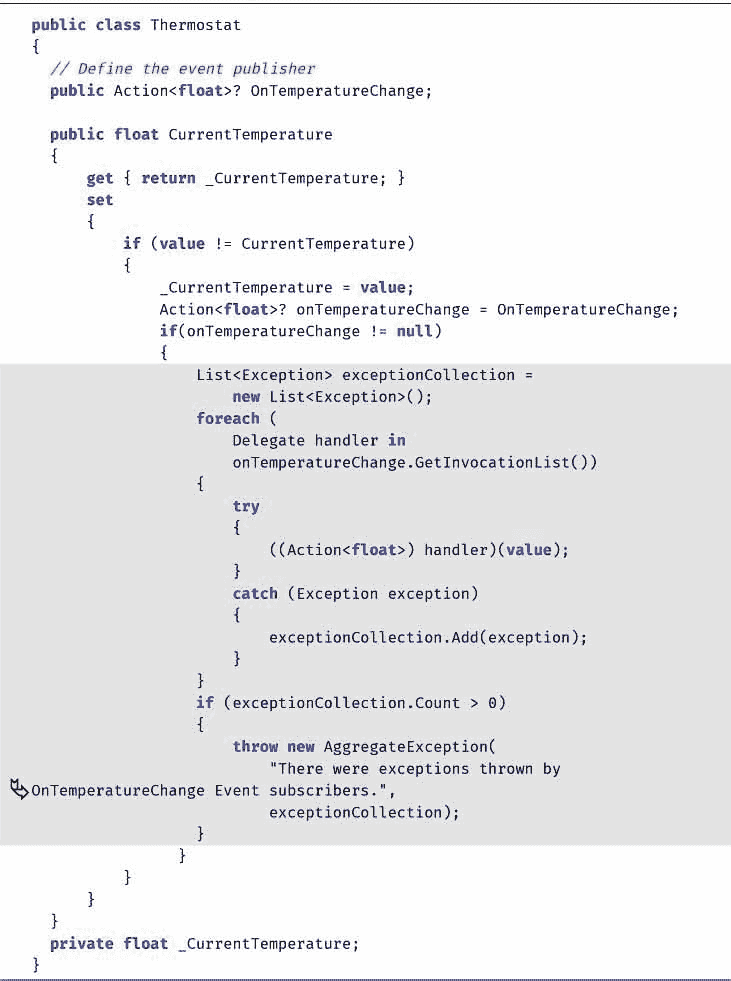 public class Thermostat
{
// Define the event publisher
public Action<float>? OnTemperatureChange;
public float CurrentTemperature
{
get { return _CurrentTemperature; }
set
{
if (value != CurrentTemperature)
{
_CurrentTemperature = value;
Action<float>? onTemperatureChange = OnTemperatureChange;
if(onTemperatureChange != null)
{
List<Exception> exceptionCollection =
new List<Exception>();
foreach (
Delegate handler in
onTemperatureChange.GetInvocationList())
{
try
{
((Action<float>) handler)(value);
}
catch (Exception exception)
{
exceptionCollection.Add(exception);
}
}
if (exceptionCollection.Count > 0)
{
throw new AggregateException(
"There were exceptions thrown by
OnTemperatureChange Event subscribers.",
exceptionCollection);
}
}
}
}
}
private float _CurrentTemperature;
}